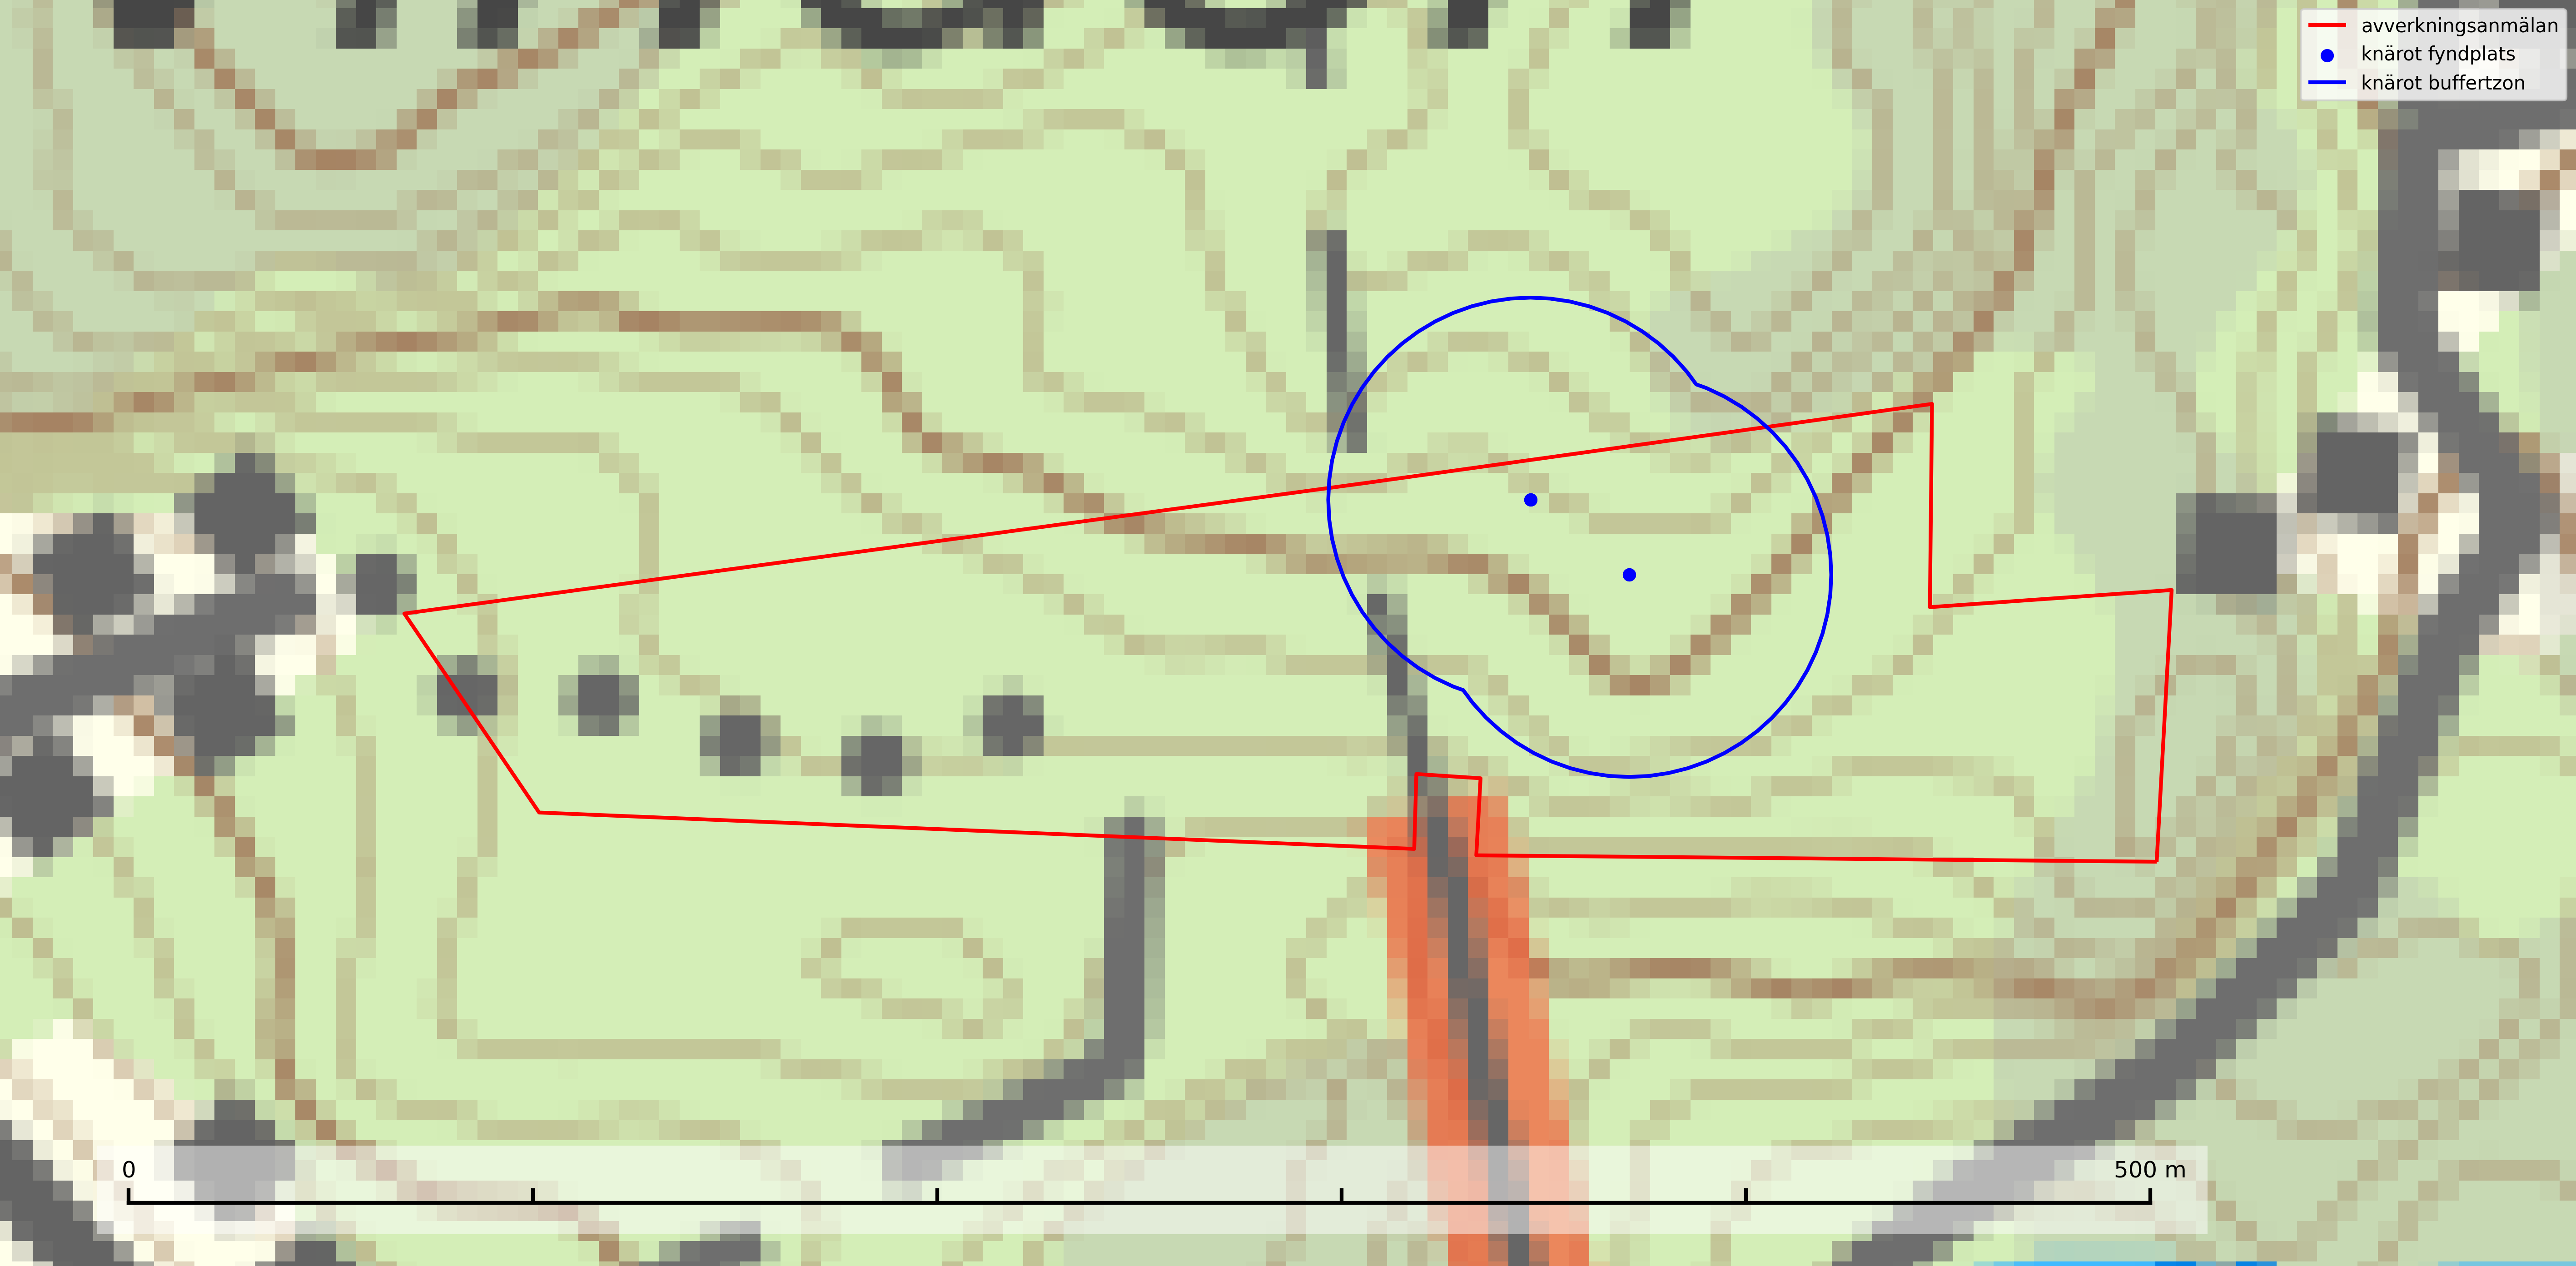 avverkningsanmälan
knärot fyndplats
knärot buffertzon
0
500 m